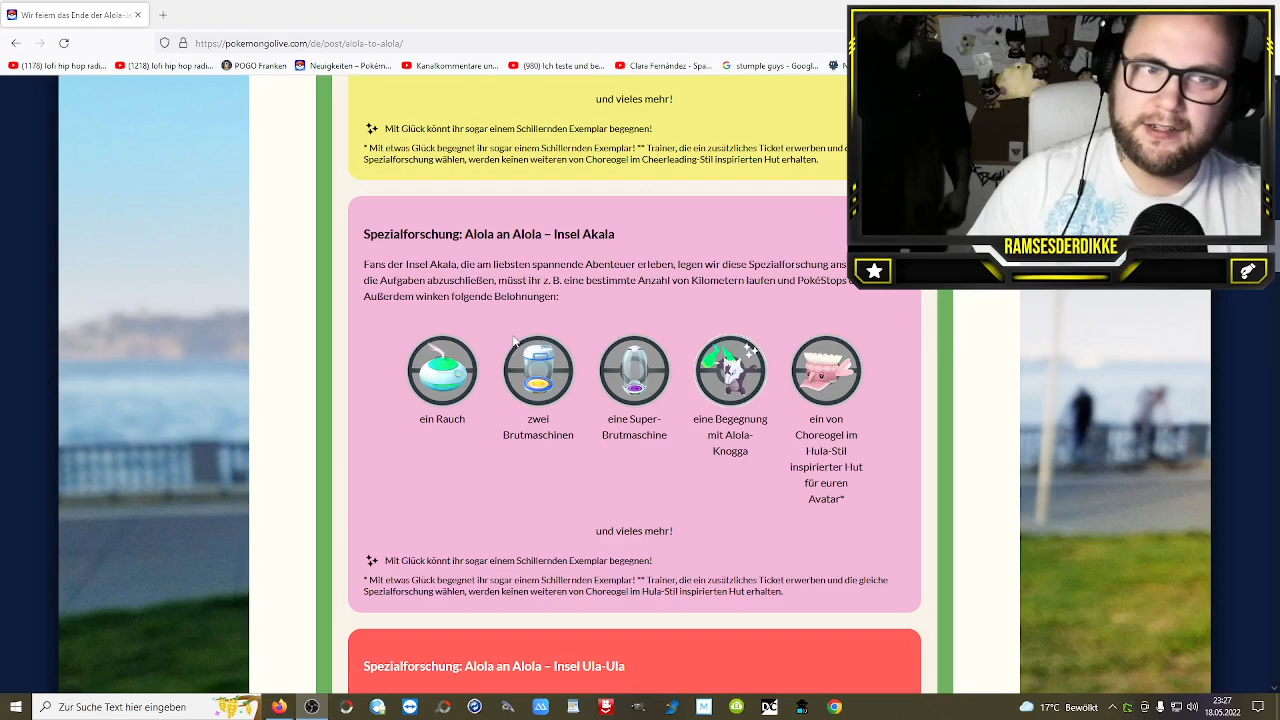 Wir feiern das Ende der Alola-
https://pokemongolive.com/de/post/alola-to-alola/
(1178) lofi hip hop radi...
(1238) lofi hip hop radi...
POGO Franken
Neuigkeiten – Pokém...
Kanalkommentare un...
(980) Ich teste und be...
Clara Fernández - Spa...
stumple guys - Googl...
N
und vieles mehr!
Mit Glück könnt ihr sogar einem Schillernden Exemplar begegnen!
* Mit etwas Glück begegnet ihr sogar einem Schillernden Exemplar! ** Trainer, die ein zusätzliches Ticket erwerben und d
Spezialforschung wählen, werden keinen weiteren von Choreogel im Cheerleading-Stil inspirierten Hut erhalten.
Spezialforschung: Alola an Alola – Insel Akala
Fans der Insel Akala, die am liebsten spannende Abenteuer erleben, legen wir diese Spezialforschung ans
die Aufgaben abzuschließen, müsst ihr z. B. eine bestimmte Anzahl von Kilometern laufen und PokéStops
Außerdem winken folgende Belohnungen:
ein Rauch
zwei
Brutmaschinen
eine Super-
Brutmaschine
eine Begegnung
mit Alola-
Knogga
ein von
Choreogel im
Hula-Stil
inspirierter Hut
für euren
Avatar*
und vieles mehr!
Mit Glück könnt ihr sogar einem Schillernden Exemplar begegnen!
* Mit etwas Glück begegnet ihr sogar einem Schillernden Exemplar! ** Trainer, die ein zusätzliches Ticket erwerben und die gleiche
Spezialforschung wählen, werden keinen weiteren von Choreogel im Hula-Stil inspirierten Hut erhalten.
Spezialforschung: Alola an Alola – Insel Ula-Ula
RAMSESDERDIKKE
Zur Suche Text hier eingeben
23:27
18.05.2022